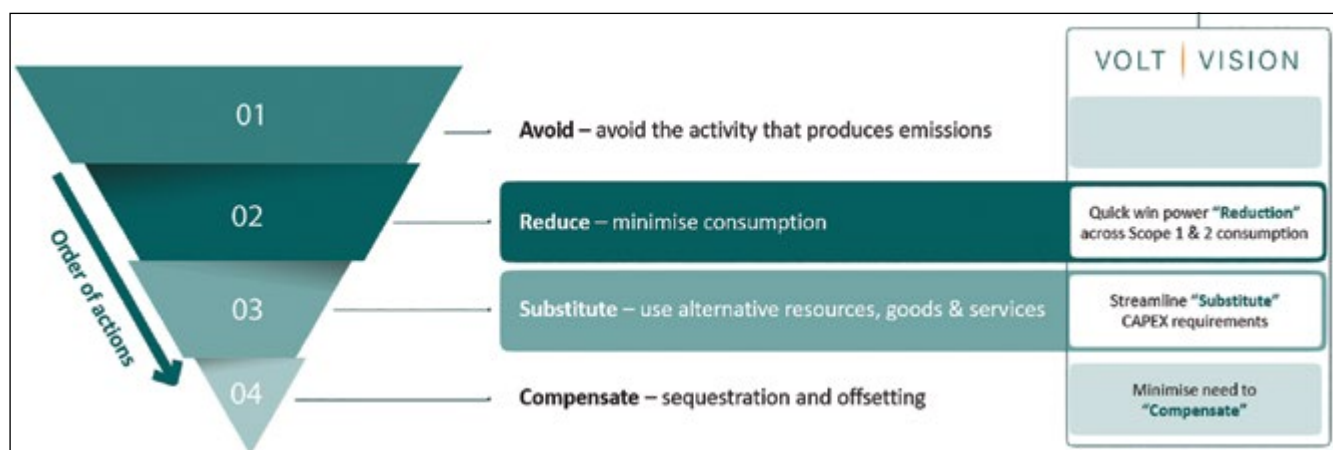 VOLT | VISION
01
Avoid – avoid the activity that produces emissions
02
Reduce – minimise consumption
Quick win power “Reduction”
across Scope 1 & 2 consumption
Order of actions
03
Substitute – use alternative resources, goods & services
Streamline “Substitute”
CAPEX requirements
04
Compensate – sequestration and offsetting
Minimise need to
“Compensate”